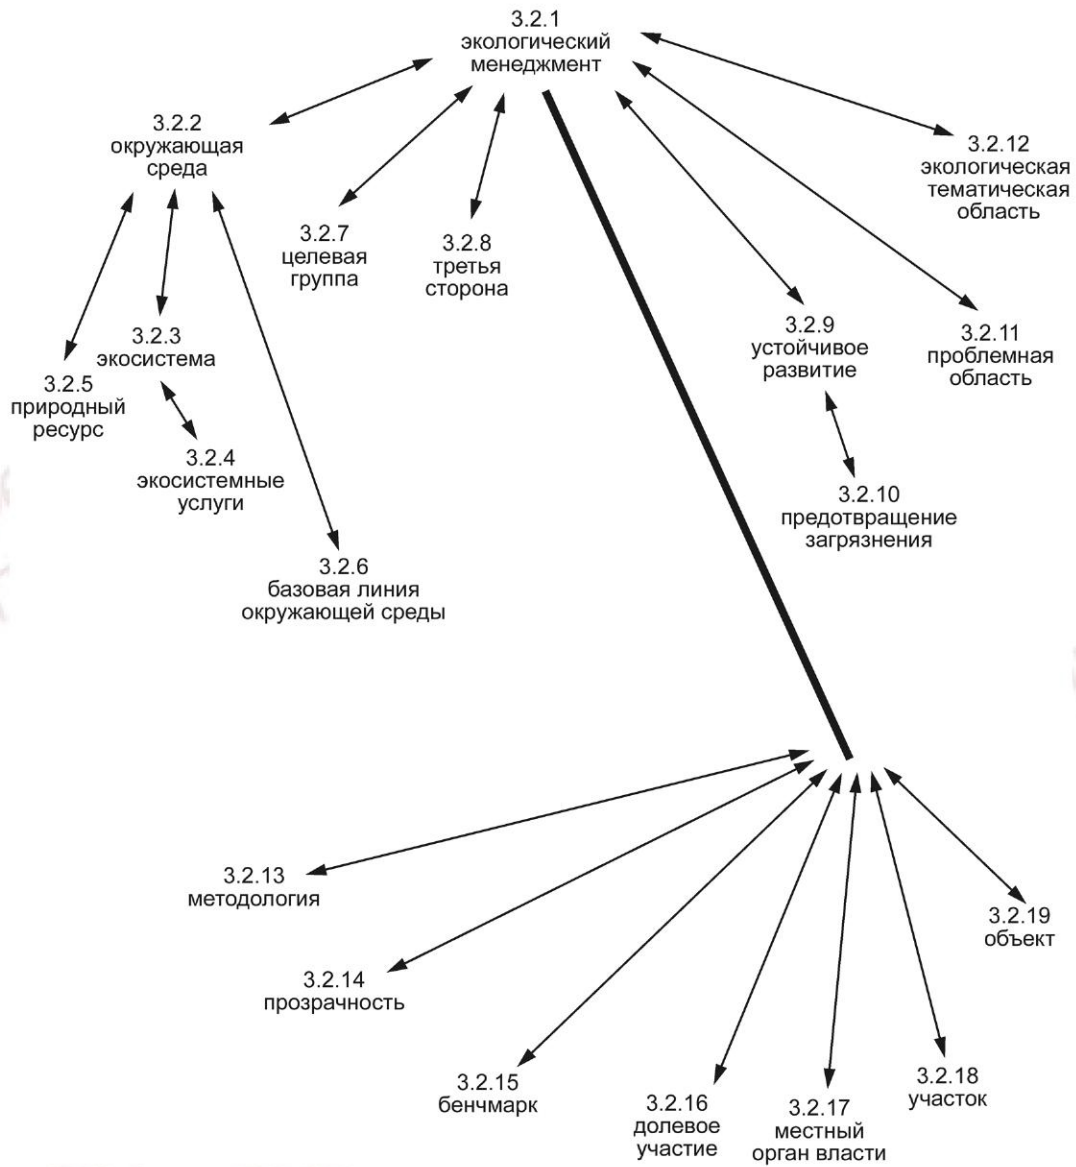 3.2.1
экологический
менеджмент
3.2.2
окружающая
среда
3.2.12
экологическая
тематическая
область
3.2.7
целевая
группа
3.2.8
третья
сторона
3.2.9
устойчивое
развитие
3.2.11
проблемная
область
3.2.3
экосистема
3.2.5
природный
ресурс
3.2.4
экосистемные
услуги
3.2.10
предотвращение
загрязнения
3.2.6
базовая линия
окружающей среды
3.2.13
методология
3.2.19
объект
3.2.14
прозрачность
3.2.15
бенчмарк
3.2.16
долевое
участие
3.2.17
местный
орган власти
3.2.18
участок